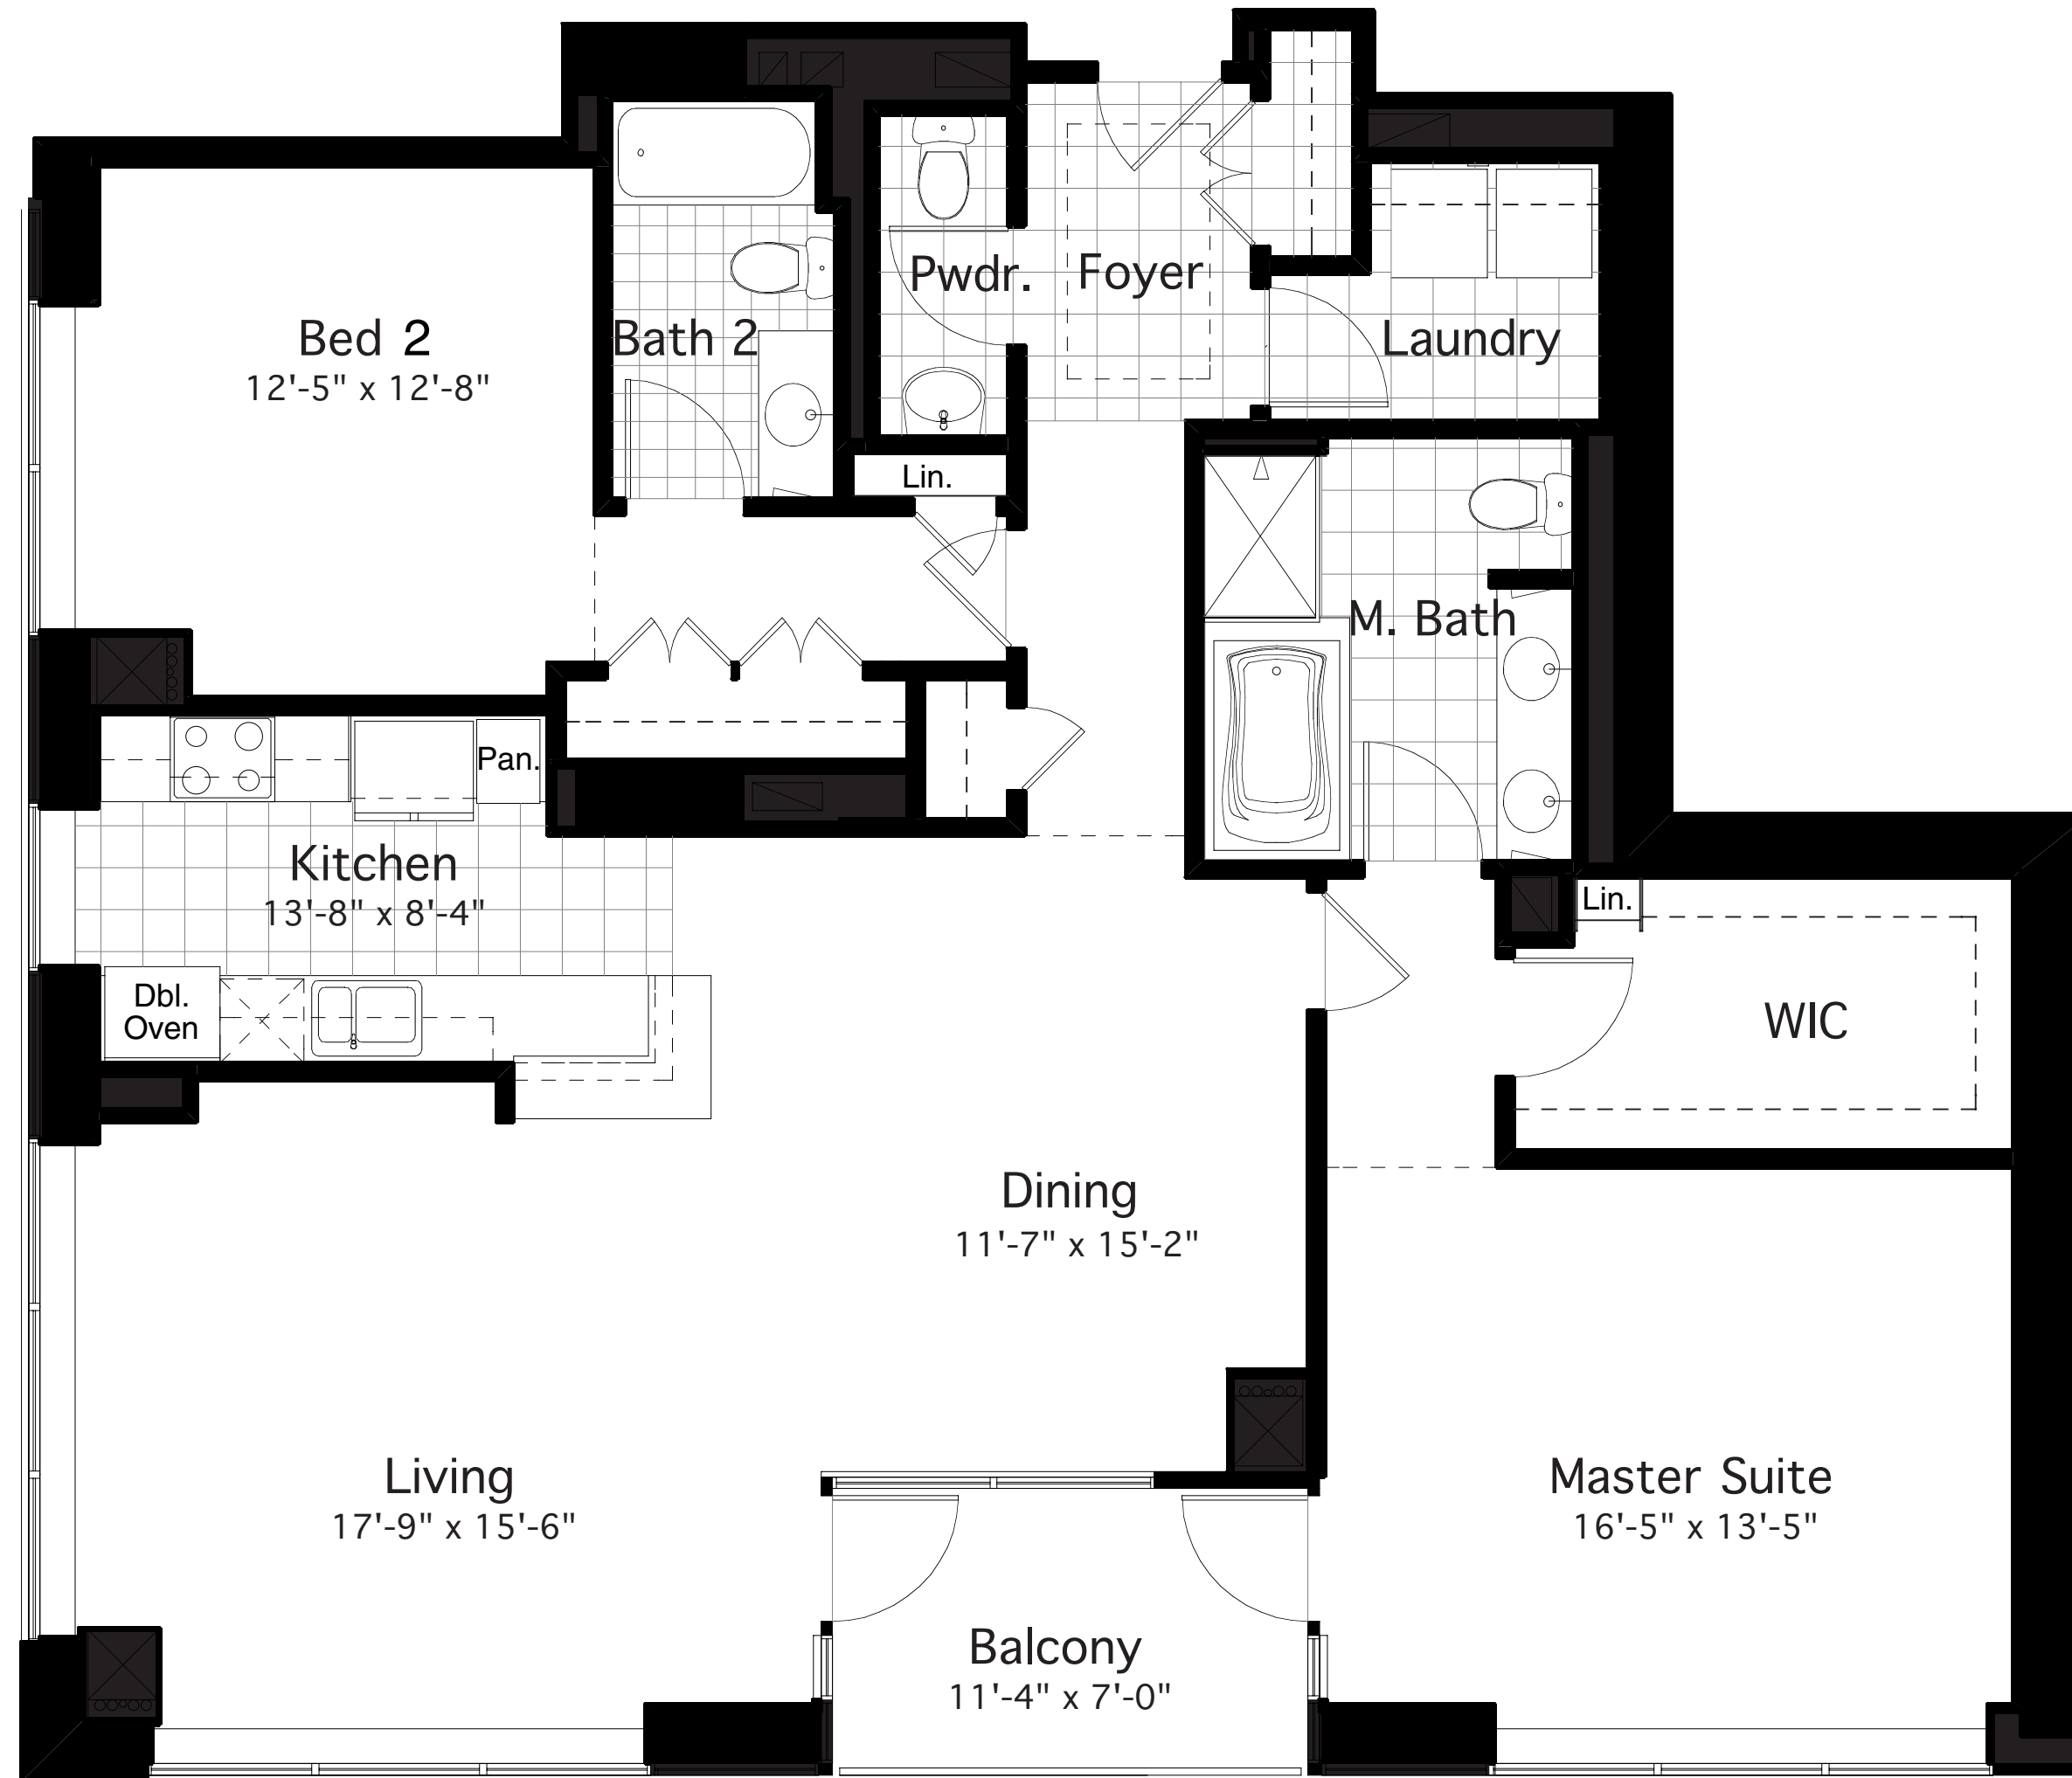 Pwdr.
Foyer
Bed 2
12'-5" x 12'-8"
Bath 2
Laundry
Lin.
M. Bath
Pan.
Kitchen
13'-8" x 8'-4"
Lin.
Dbl.
Oven
WIC
Dining
11'-7" x 15'-2"
Living
17'-9" x 15'-6"
Master Suite
16'-5" x 13'-5"
Balcony
11'-4" x 7'-0"